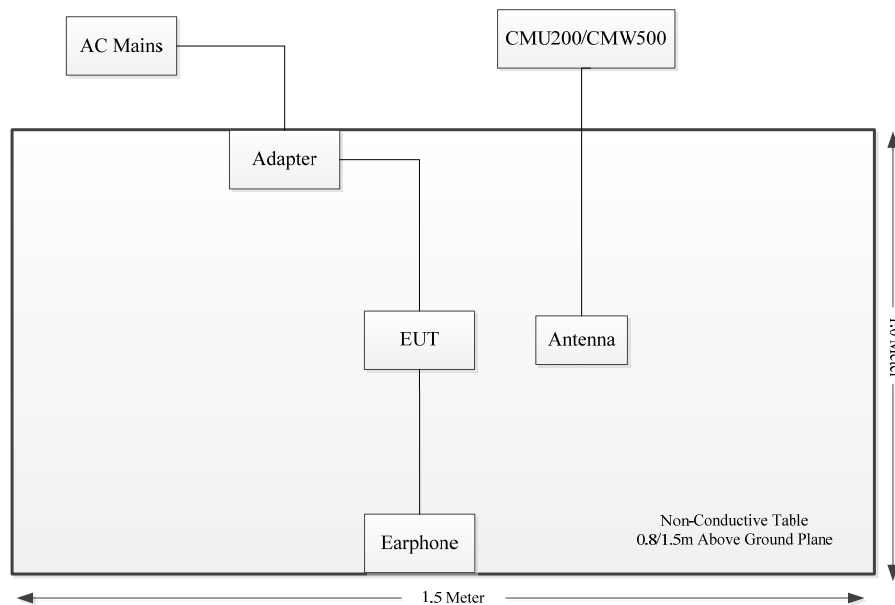 AC Mains
CMU200/CMW500
Adapter
EUT
Antenna
Earphone
Non-Conductive Table
0.8/1.5m Above Ground Plane
1.5 Meter